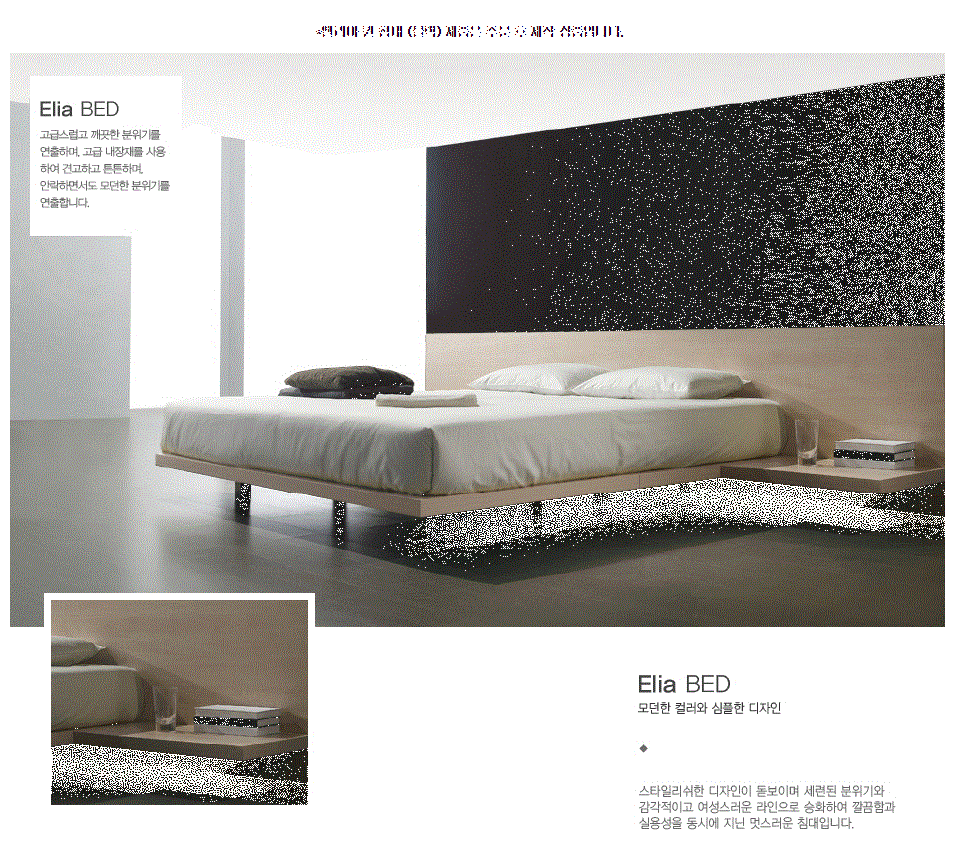 Elia BED
고급스럽고 깨끗한 분위기를
연출하며, 고급 내장재를 사용
하여 견고하고 튼튼하며,
안락하면서도 모던한 분위기를
연출합니다.
Elia BED
모던한 컬러와 심플한 디자인
스타일리쉬한 디자인이 돋보이며 세련된 분위기와
감각적이고 여성스러운 라인으로 승화하여 깔끔함과
실용성을 동시에 지닌 멋스러운 침대입니다.